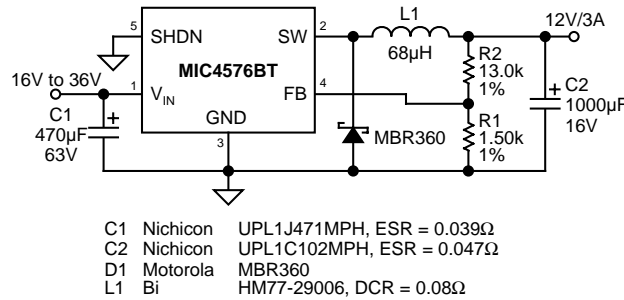 5 SHDN
SW 2
L1
68µH
12V/3A
MIC4576BT
16V to 36V
1 VIN
FB 4
GND
3
C1
470µF
63V
+
MBR360
R2
13.0k
1%
R1
1.50k
1%
+ C2
1000µF
16V
C1 Nichicon UPL1J471MPH, ESR = 0.039Ω
C2 Nichicon UPL1C102MPH, ESR = 0.047Ω
D1 Motorola MBR360
L1 Bi HM77-29006, DCR = 0.08Ω